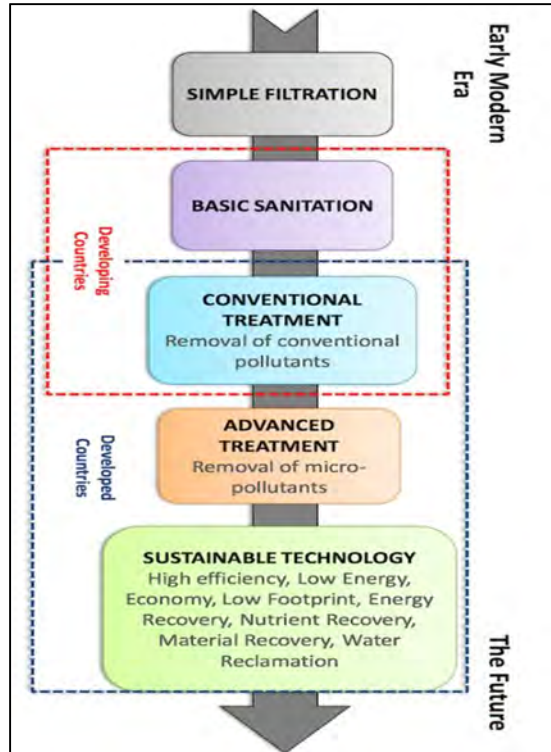 Early Modern
Era
SIMPLE FILTRATION
BASIC SANITATION
Developing
Countries
CONVENTIONAL
TREATMENT
Removal of conventional
pollutants
ADVANCED
TREATMENT
Removal of micro-
pollutants
Developed
Countries
SUSTAINABLE TECHNOLOGY
High efficiency, Low Energy,
Economy, Low Footprint, Energy
Recovery, Nutrient Recovery,
Material Recovery, Water
Reclamation
The Future